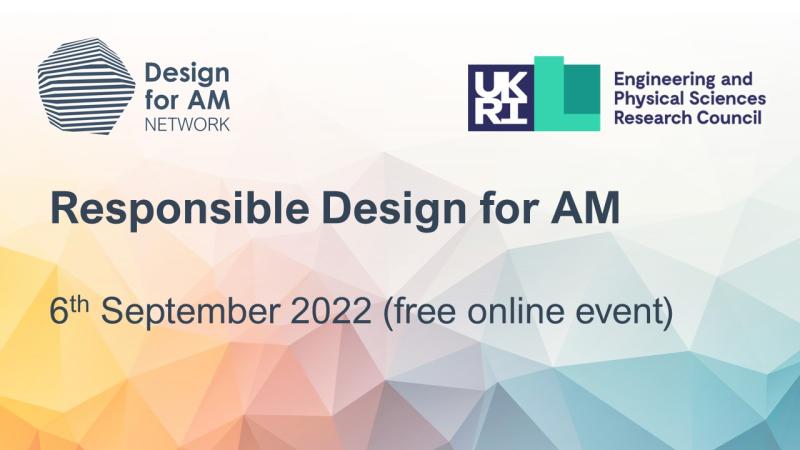 Design
for AM
NETWORK
UK
RI
Engineering and
Physical Sciences
Research Council
Responsible Design for AM
6th September 2022 (free online event)